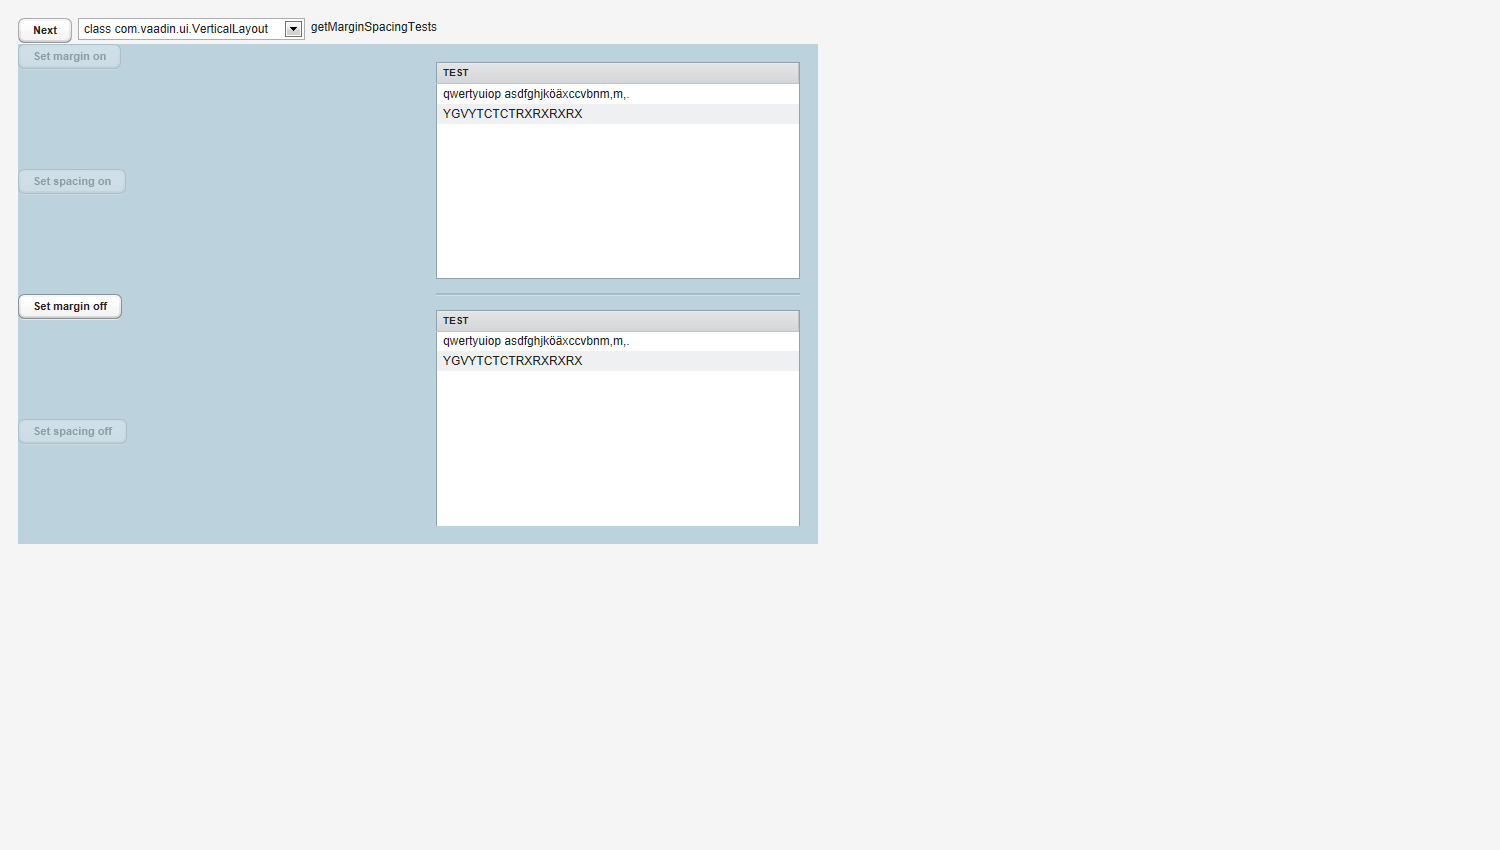 Next
class com.vaadin.ui.VerticalLayout
getMarginSpacingTests
Set margin on
Set spacing on
Set margin off
Set spacing off
TEST
qwertyuiop asdfghjköäxccvbnm,m,.
YGVYTCTCTRXRXRXRX
TEST
qwertyuiop asdfghjköäxccvbnm,m,.
YGVYTCTCTRXRXRXRX